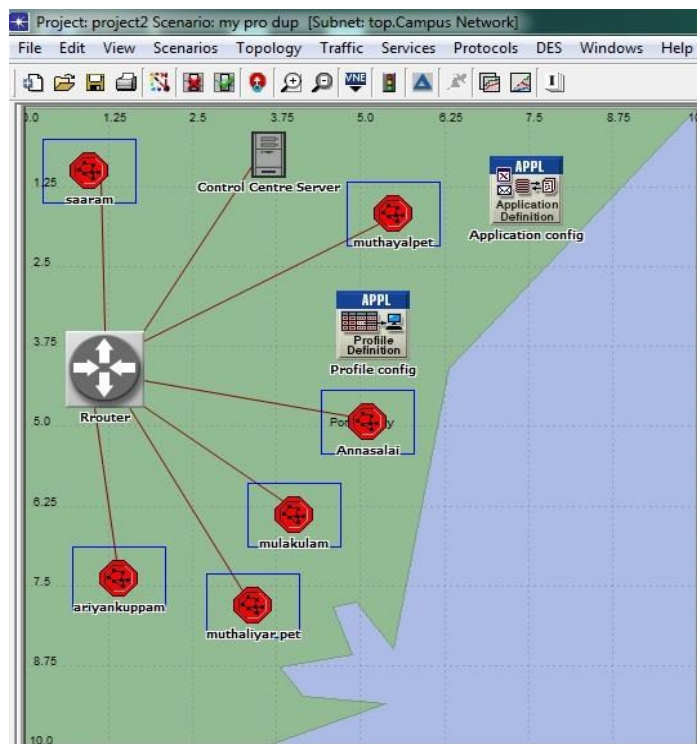 Project: project2 Scenario: my pro dup [Subnet: top.Campus Network]
File Edit View Scenarios Topology Traffic Services Protocols DES Windows Help
VNE
0.0 1.25 2.5 3.75 5.0 6.25 7.5 8.75 10
saaram
Control Centre Server
APPL
Application Definition
Application config
1.25
muthayalpet
2.5
APPL
Profile Definition
Profile config
3.75
Rrouter
5.0
Annasalai
6.25
mulakulam
7.5
ariyankuppam
muthaliyar pet
8.75
10.0